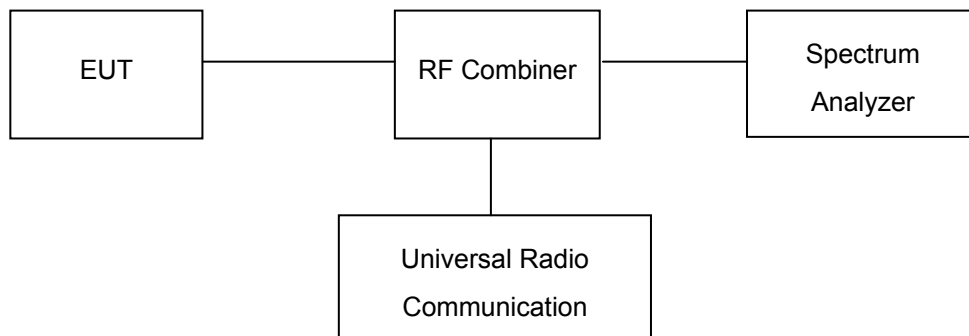 EUT
RF Combiner
Spectrum
Analyzer
Universal Radio
Communication